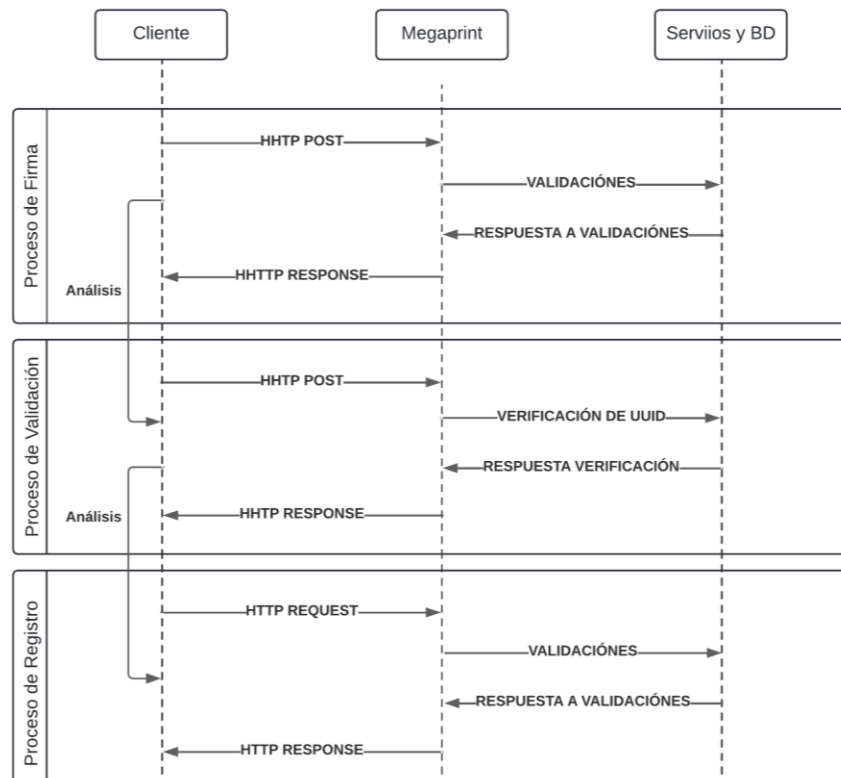 Cliente
Megaprint
Serviios y BD
Proceso de Firma
HHTP POST
VALIDACIÓNES
RESPUESTA A VALIDACIÓNES
HHTTP RESPONSE
Análisis
Proceso de Validación
HHTP POST
VERIFICACIÓN DE UUID
RESPUESTA VERIFICACIÓN
HHTP RESPONSE
Análisis
Proceso de Registro
HTTP REQUEST
VALIDACIÓNES
RESPUESTA A VALIDACIÓNES
HTTP RESPONSE